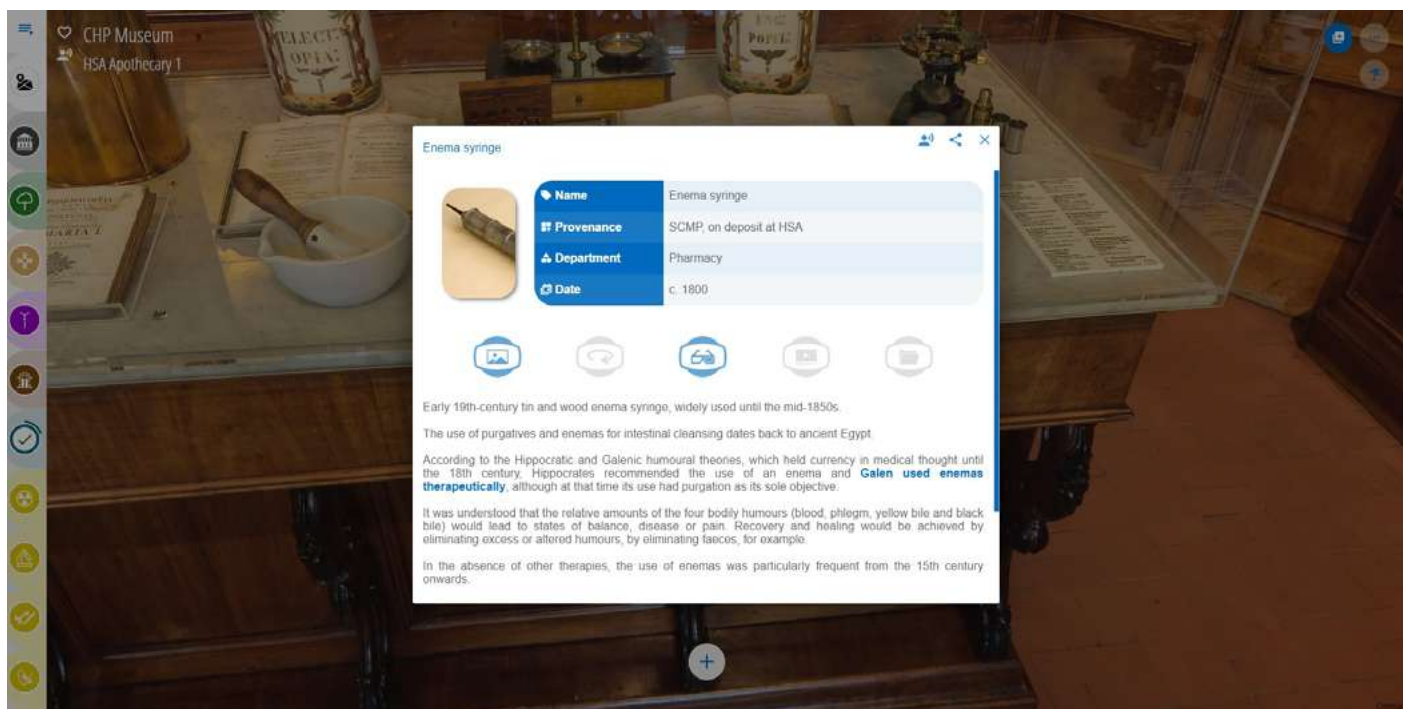 CHP Museum
HSA Apothecary 1
ELECT.
OPIA.
POPUL:
MARIA I.
Enema syringe
Name Enema syringe
Provenance SCMP, on deposit at HSA
Department Pharmacy
Date c. 1800
Early 19th-century tin and wood enema syringe, widely used until the mid-1850s.
The use of purgatives and enemas for intestinal cleansing dates back to ancient Egypt
According to the Hippocratic and Galenic humoural theories, which held currency in medical thought until
the 18th century, Hippocrates recommended the use of an enema and Galen used enemas
therapeutically, although at that time its use had purgation as its sole objective.
It was understood that the relative amounts of the four bodily humours (blood, phlegm, yellow bile and black
bile) would lead to states of balance, disease or pain. Recovery and healing would be achieved by
eliminating excess or altered humours, by eliminating faeces, for example.
In the absence of other therapies, the use of enemas was particularly frequent from the 15th century
onwards.